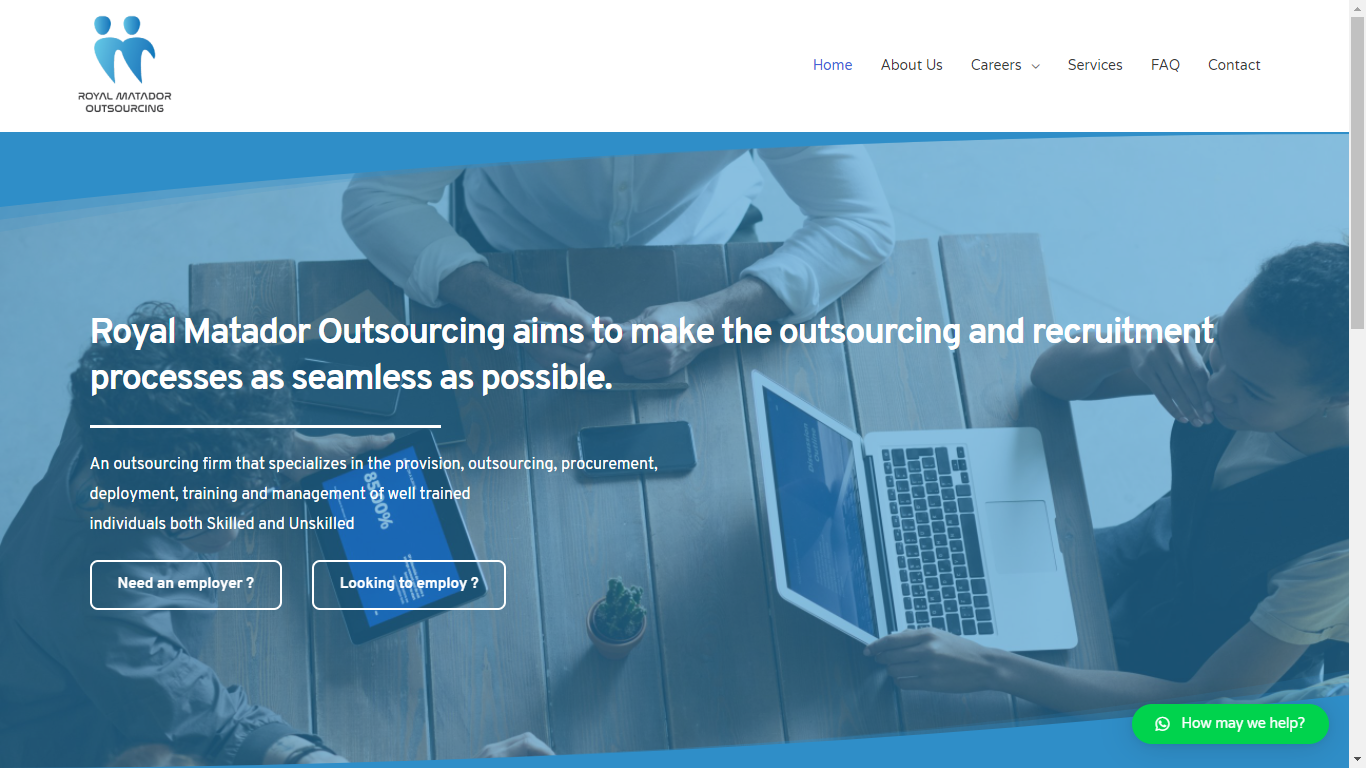 ROYAL MATADOR
OUTSOURCING
Home
About Us
Careers
Services
FAQ
Contact
Royal Matador Outsourcing aims to make the outsourcing and recruitment
processes as seamless as possible.
An outsourcing firm that specializes in the provision, outsourcing, procurement,
deployment, training and management of well trained
individuals both Skilled and Unskilled
85.00%
Need an employer ?
Looking to employ ?
How may we help?